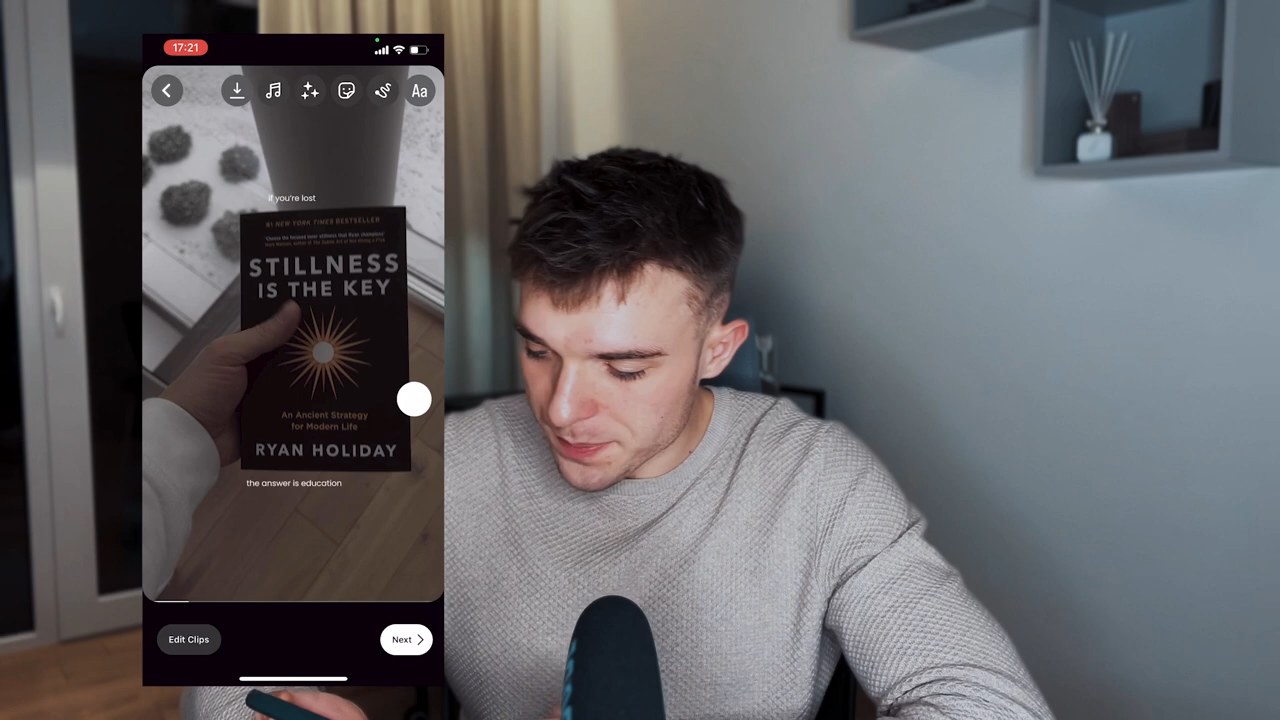 17:21
Aa
if you're lost
#1 NEW YORK TIMES BESTSELLER
STILLNESS
IS THE KEY
An Ancient Strategy
for Modern Life
RYAN HOLIDAY
the answer is education
Edit Clips
Next